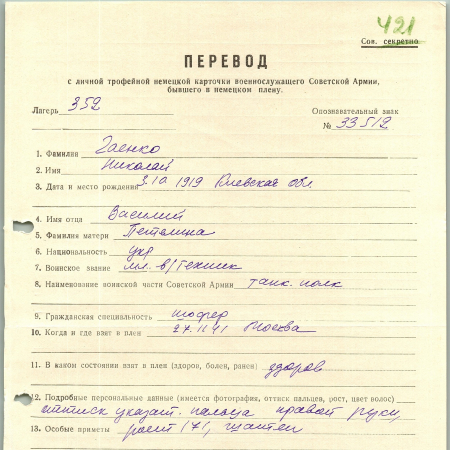 421
Сов. секретно
ПЕРЕВОД
с личной трофейной немецкой карточки военнослужащего Советской Армии,
бывшего в немецком плену.
Лагерь 352
Опознавательный знак
№ 33512
1. Фамилия Гаенко
2. Имя Николай
3. Дата и место рождения 3.10 1919 Киевская обл
4. Имя отца Василий
5. Фамилия матери
6. Национальность укр
7. Воинское звание мл. в/техник
8. Наименование воинской части Советской Армии танк. полк
9. Гражданская специальность шофер
10. Когда и где взят в плен 27.11 41 Москва
11. В каком состоянии взят в плен (здоров, болен, ранен) здоров
12. Подробные персональные данные (имеется фотография, оттиск пальцев, рост, цвет волос)
оттиск указат. пальца правой руки,
13. Особые приметы рост 171,